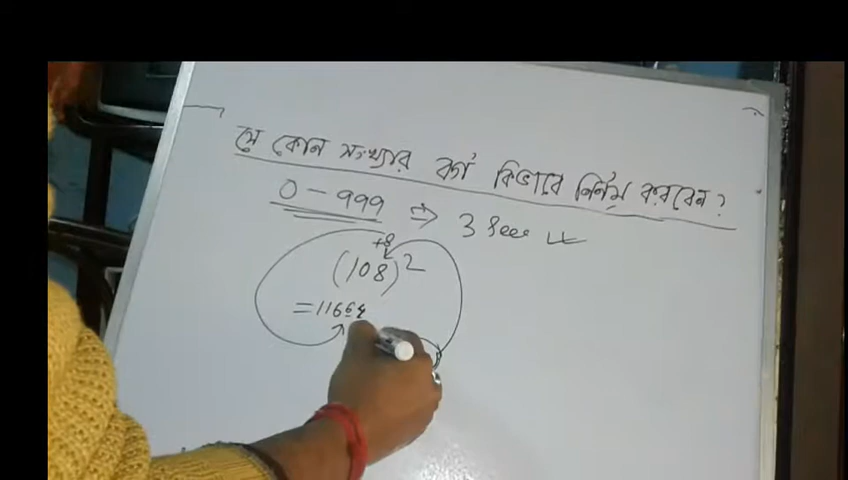 যে কোন সংখ্যার বর্গ কিভাবে নির্ণয় করবেন?
0 - 999 ⇒ 3 Sec
+8
(108)²
= 11664